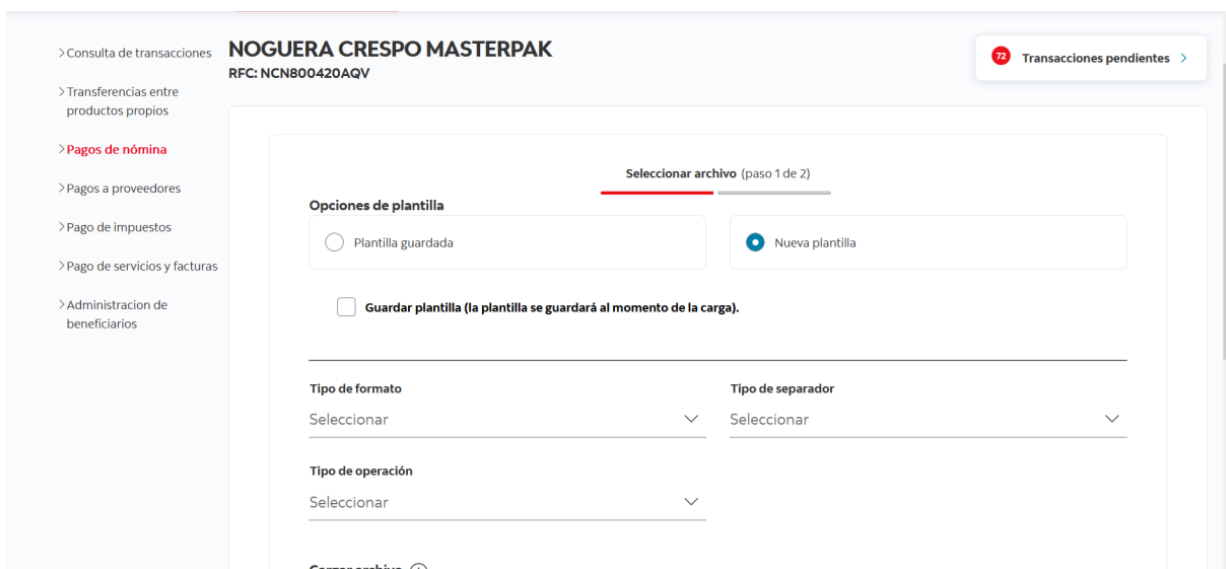 Consulta de transacciones
Transferencias entre
productos propios
Pagos de nómina
Pagos a proveedores
Pago de impuestos
Pago de servicios y facturas
Administracion de
beneficiarios
NOGUERA CRESPO MASTERPAK
RFC: NCN800420AQV
72 Transacciones pendientes
Seleccionar archivo (paso 1 de 2)
Opciones de plantilla
Plantilla guardada
Nueva plantilla
Guardar plantilla (la plantilla se guardará al momento de la carga).
Tipo de formato
Seleccionar
Tipo de separador
Seleccionar
Tipo de operación
Seleccionar
Cargar archivo